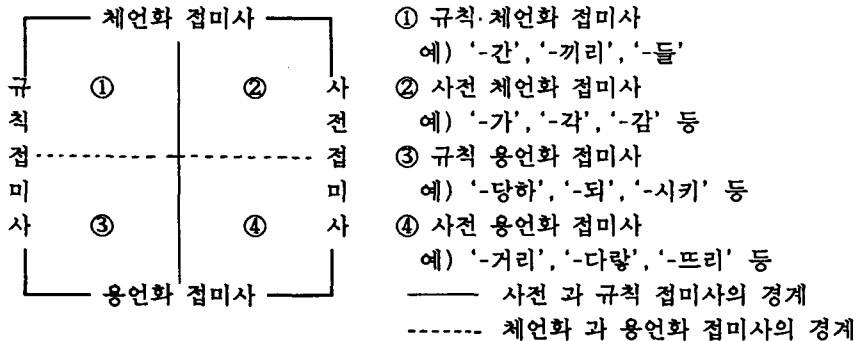 체언화 접미사
규칙접미사
① ②
사전접미사
③ ④
용언화 접미사
① 규칙 체언화 접미사
예) '-간', '-끼리', '-들'
② 사전 체언화 접미사
예) '-가', '-각', '-감' 등
③ 규칙 용언화 접미사
예) '-당하', '-되', '-시키' 등
④ 사전 용언화 접미사
예) '-거리', '-다랗', '-뜨리' 등
사전 과 규칙 접미사의 경계
체언화 과 용언화 접미사의 경계